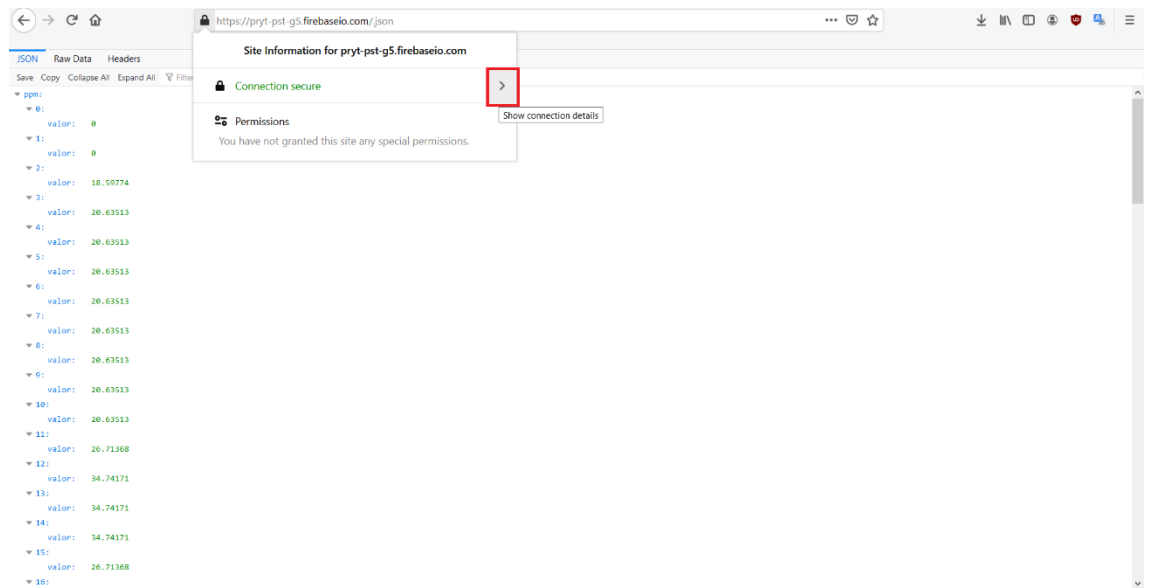 https://pryt-pst-g5.firebaseio.com/.json
Site Information for pryt-pst-g5.firebaseio.com
JSON Raw Data Headers
Save Copy Collapse All Expand All Filte
Connection secure
Show connection details
Permissions
You have not granted this site any special permissions.
ppm:
0:
valor: 0
1:
valor: 0
2:
valor: 18.59774
3:
valor: 20.63513
4:
valor: 20.63513
5:
valor: 20.63513
6:
valor: 20.63513
7:
valor: 20.63513
8:
valor: 20.63513
9:
valor: 20.63513
10:
valor: 20.63513
11:
valor: 26.71368
12:
valor: 34.74171
13:
valor: 34.74171
14:
valor: 34.74171
15:
valor: 26.71368
16: